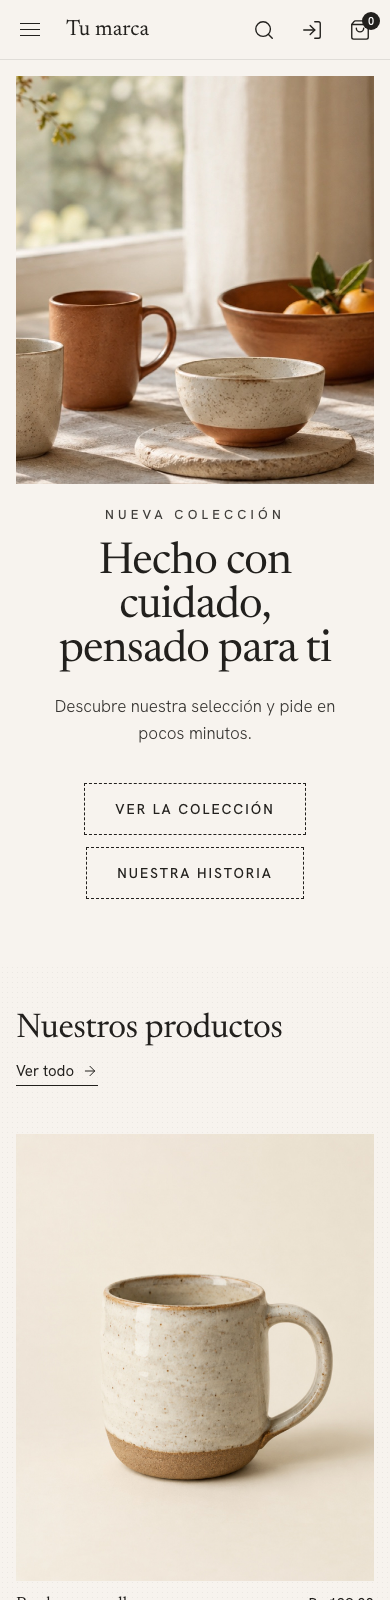 Tu marca
0
NUEVA COLECCIÓN
Hecho con
cuidado,
pensado para ti
Descubre nuestra selección y pide en
pocos minutos.
VER LA COLECCIÓN
NUESTRA HISTORIA
Nuestros productos
Ver todo